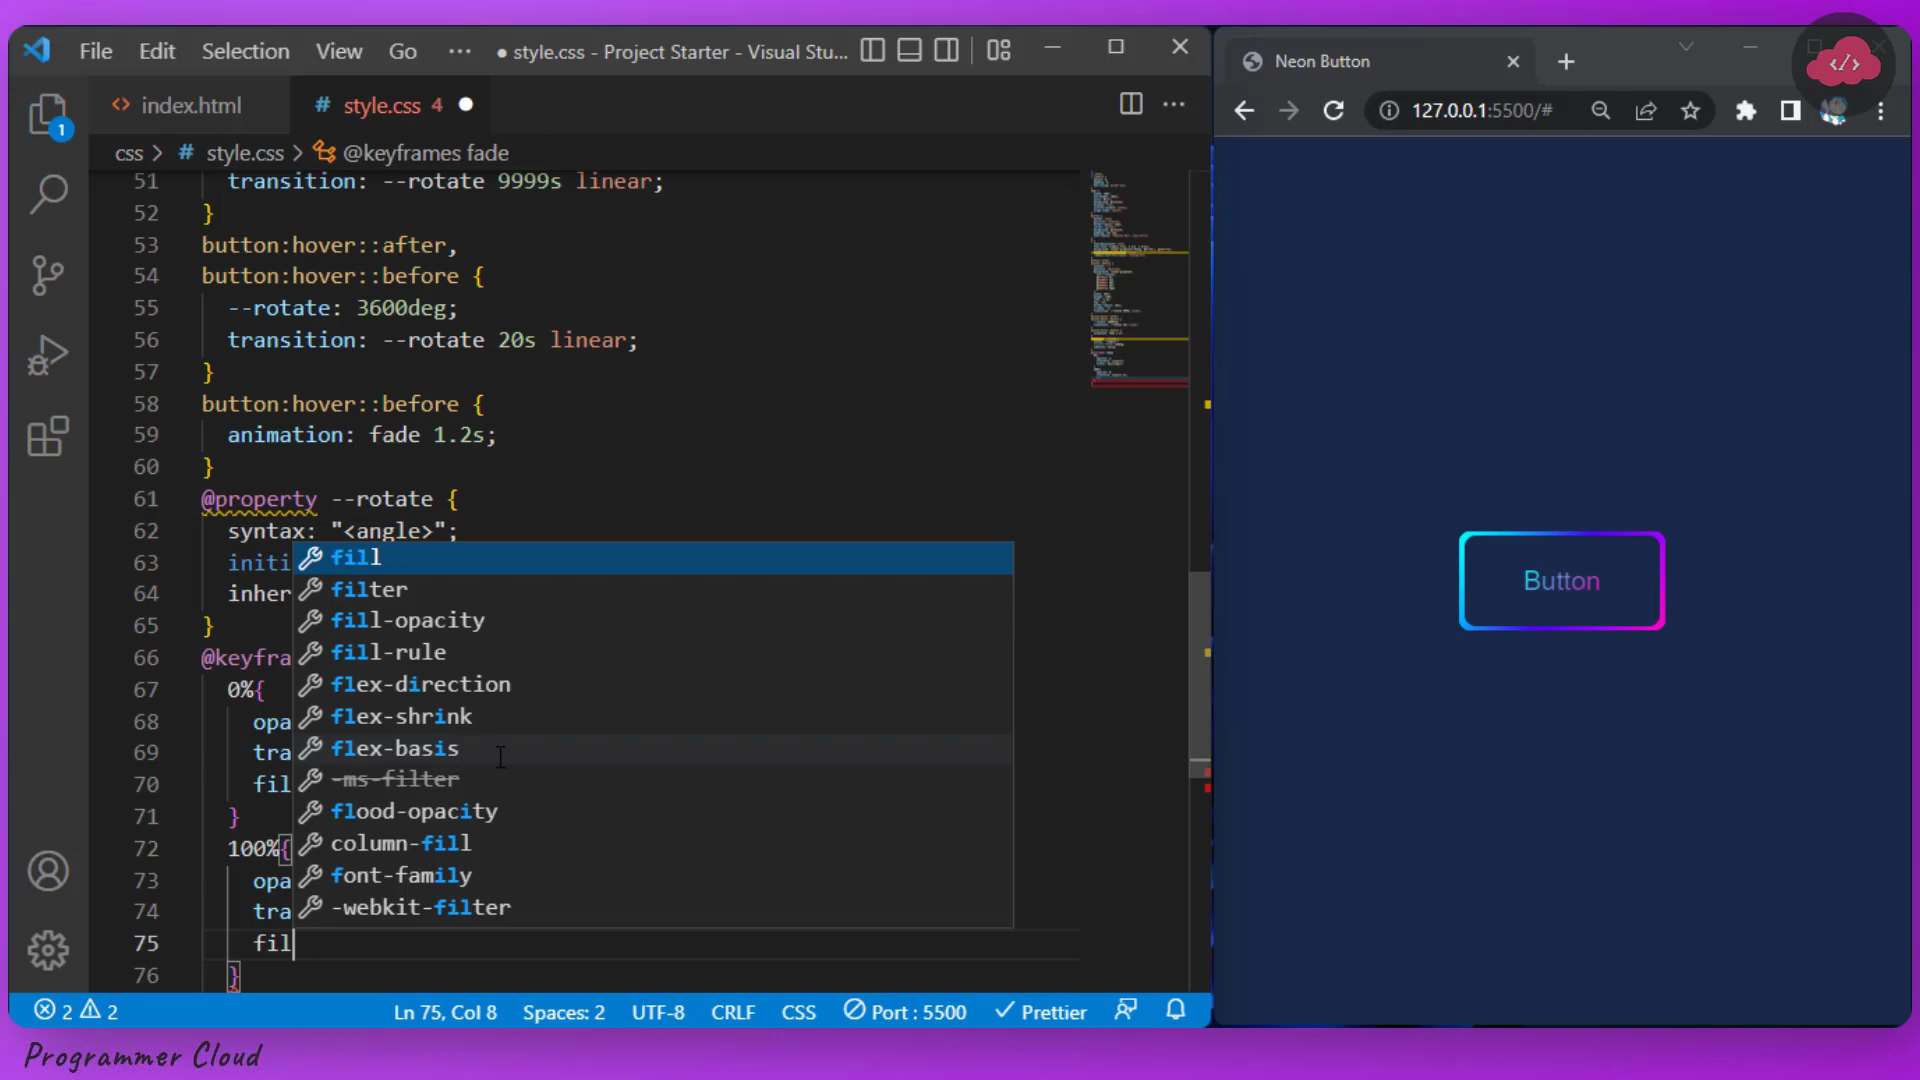 File Edit Selection View Go ··· ● style.css - Project Starter - Visual Stu...
index.html # style.css 4 ●
css > # style.css > @keyframes fade
51 transition: --rotate 9999s linear;
52 }
53 button:hover::after,
54 button:hover::before {
55 --rotate: 3600deg;
56 transition: --rotate 20s linear;
57 }
58 button:hover::before {
59 animation: fade 1.2s;
60 }
61 @property --rotate {
62 syntax: "<angle>";
63 initi
64 inher
65 }
66 @keyfra
67 0%{
68 opa
69 tra
70 fil
71 }
72 100%{
73 opa
74 tra
75 fil
76 }
fill
filter
fill-opacity
fill-rule
flex-direction
flex-shrink
flex-basis
-ms-filter
flood-opacity
column-fill
font-family
-webkit-filter
1
2 2 Ln 75, Col 8 Spaces: 2 UTF-8 CRLF CSS Port : 5500 Prettier
Neon Button
127.0.0.1:5500/#
Button
</>
Programmer Cloud